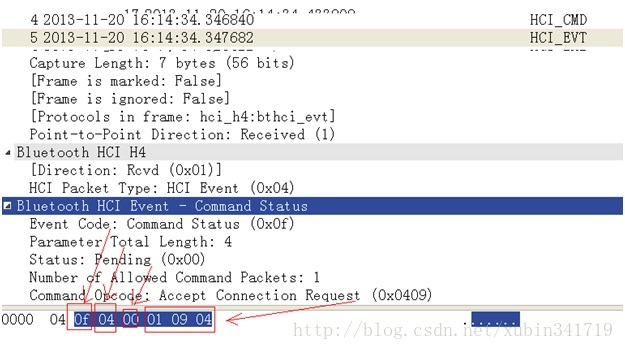 4 2013-11-20 16:14:34.346840 HCI_CMD
5 2013-11-20 16:14:34.347682 HCI_EVT
Capture Length: 7 bytes (56 bits)
[Frame is marked: False]
[Frame is ignored: False]
[Protocols in frame: hci_h4:bthci_evt]
Point-to-Point Direction: Received (1)
Bluetooth HCI H4
[Direction: Rcvd (0x01)]
HCI Packet Type: HCI Event (0x04)
Bluetooth HCI Event - Command Status
Event Code: Command Status (0x0f)
Parameter Total Length: 4
Status: Pending (0x00)
Number of Allowed Command Packets: 1
Command Opcode: Accept Connection Request (0x0409)
0000 04 0f 04 00 01 09 04 .......
http://blog.csdn.net/xubin341719